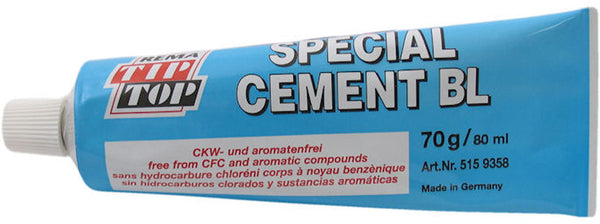 REMA
TIP
TOP
SPECIAL
CEMENT BL
70g/80 ml
Art.Nr. 515 9358
Made in Germany
CKW- und aromatenfrei
free from CFC and aromatic compounds
sans hydrocarbure chloréni corps à noyau benzènique
sin hidrocarburos clorados y sustancias aromáticas